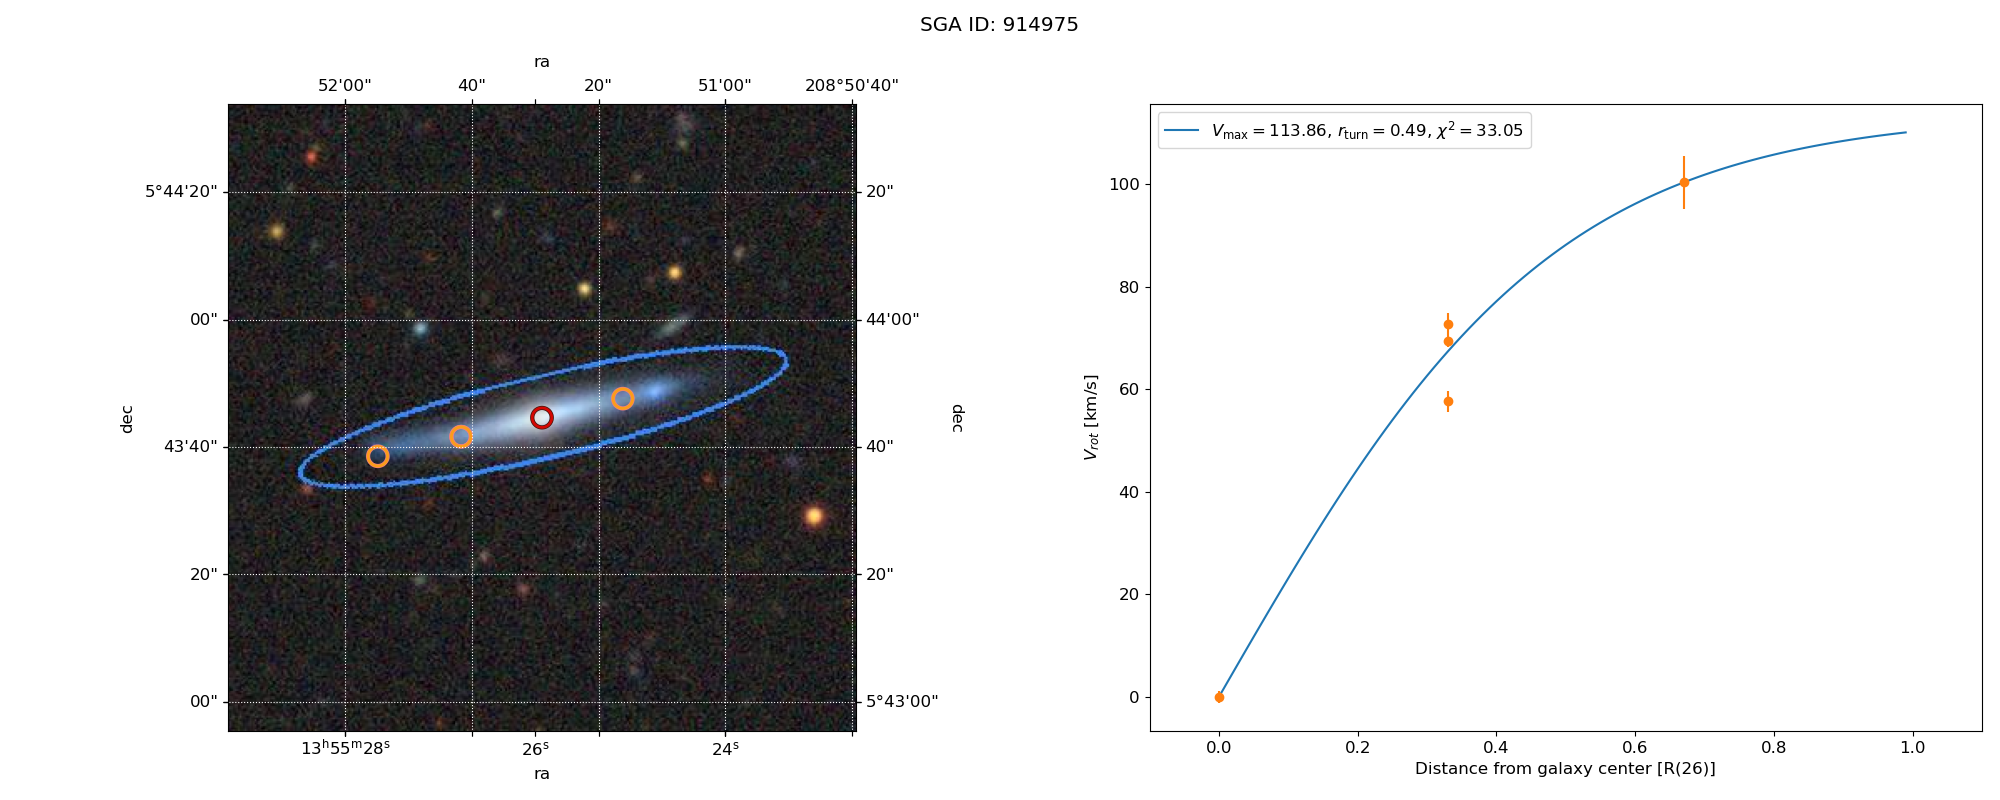 SGA ID: 914975
ra
52'00" 40" 20" 51'00" 208°50'40"
5°44'20" 20"
00" 44'00"
dec dec
43'40" 40"
20" 20"
00" 5°43'00"
13ʰ55ᵐ28ˢ 26ˢ 24ˢ
ra
V_max = 113.86, r_turn = 0.49, χ² = 33.05
100
80
60
40
20
0
V_rot [km/s]
0.0 0.2 0.4 0.6 0.8 1.0
Distance from galaxy center [R(26)]